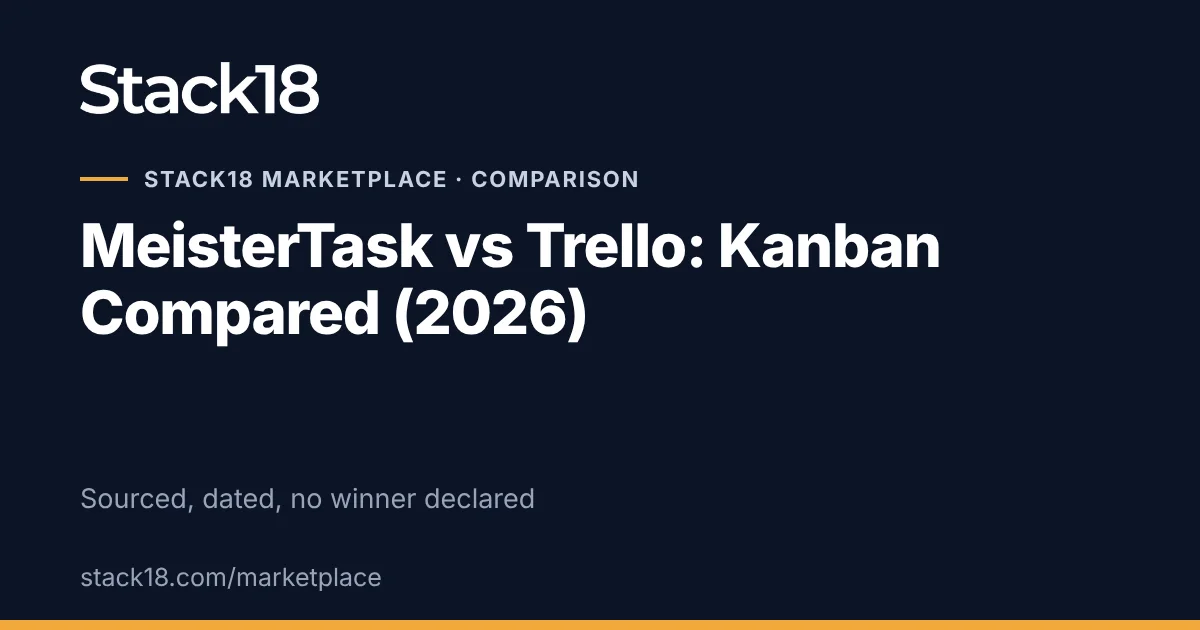 Stack18
STACK18 MARKETPLACE · COMPARISON
MeisterTask vs Trello: Kanban
Compared (2026)
Sourced, dated, no winner declared
stack18.com/marketplace